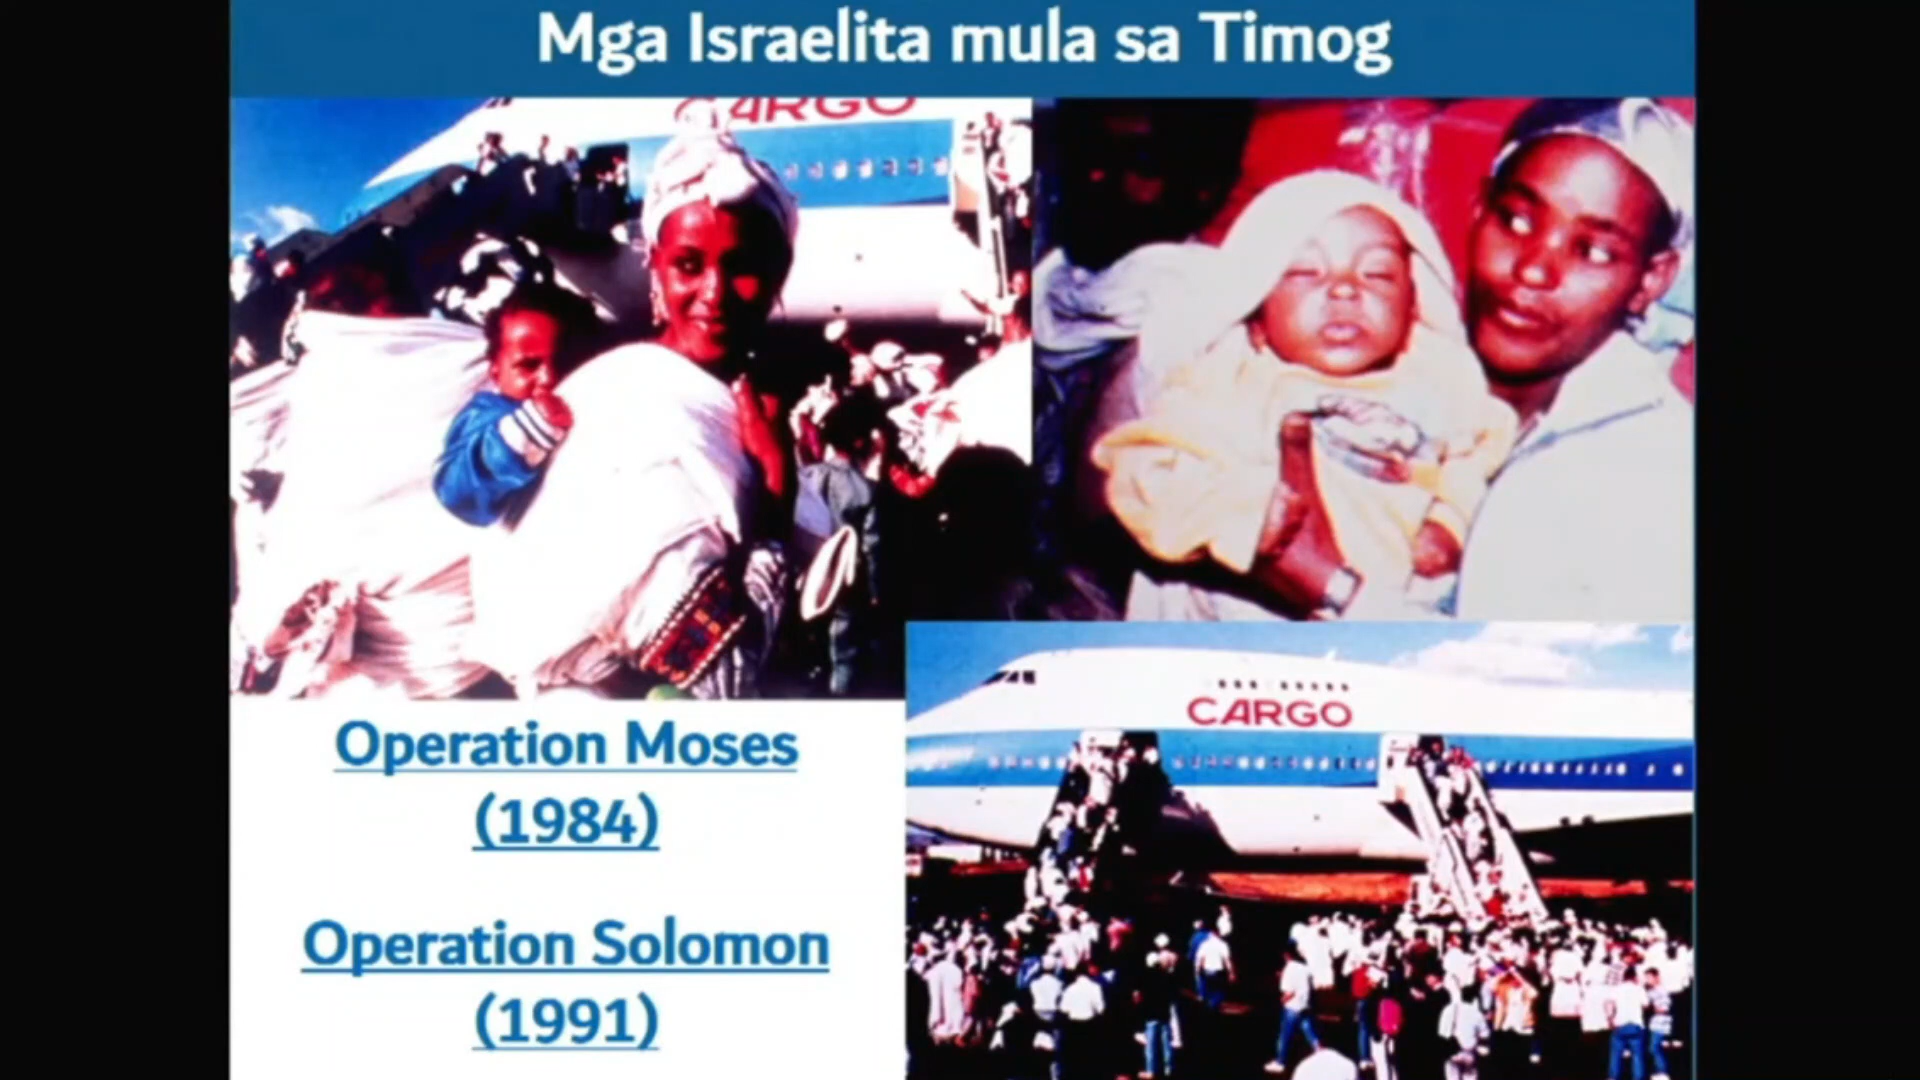 Mga Israelita mula sa Timog
CARGO
CARGO
Operation Moses
(1984)
Operation Solomon
(1991)